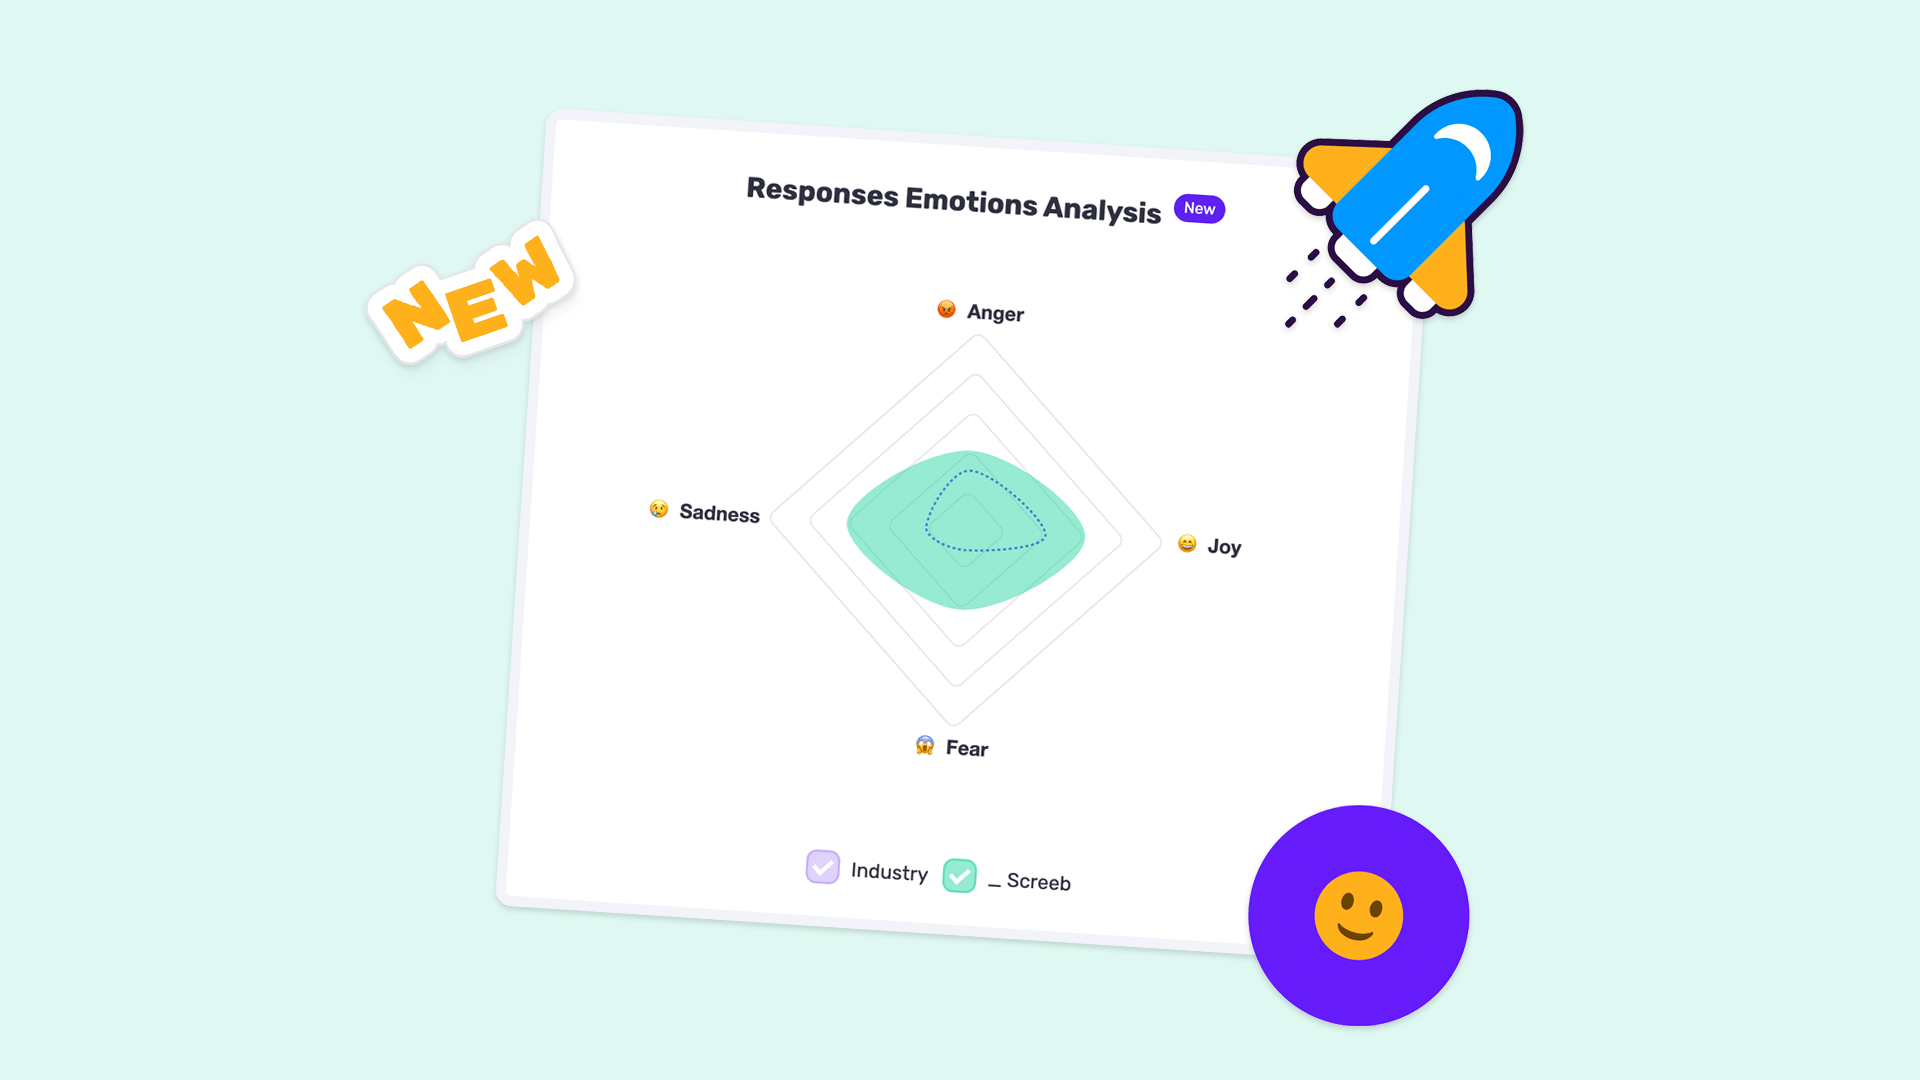 Responses Emotions Analysis New
NEW
😡 Anger
😢 Sadness
😄 Joy
😱 Fear
Industry
_ Screeb